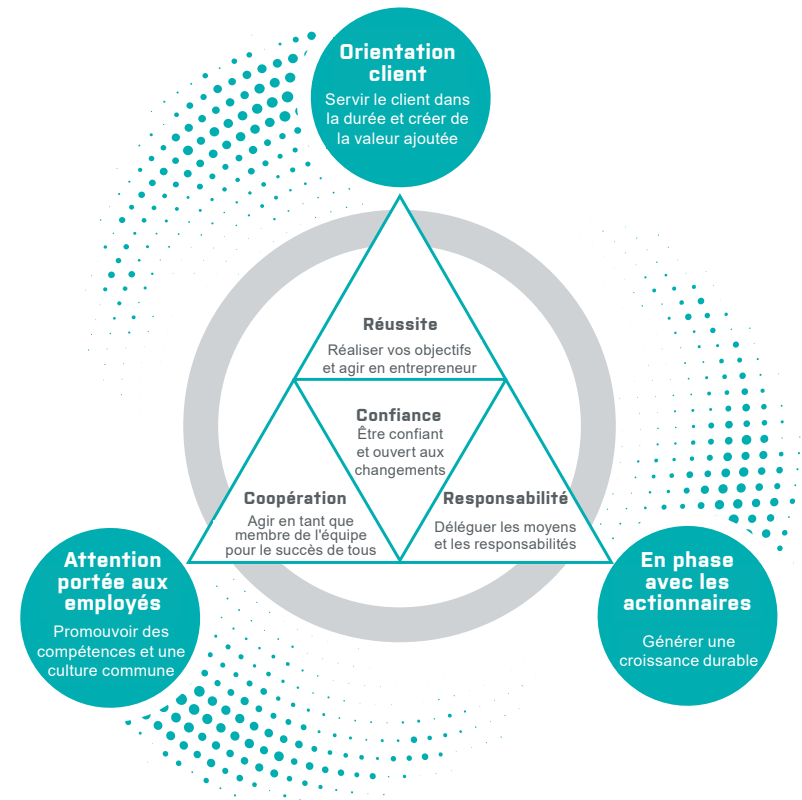 Orientation
client
Servir le client dans
la durée et créer de
la valeur ajoutée
Réussite
Réaliser vos objectifs
et agir en entrepreneur
Confiance
Être confiant
et ouvert aux
changements
Coopération
Agir en tant que
membre de l'équipe
pour le succès de tous
Responsabilité
Déléguer les moyens
et les responsabilités
Attention
portée aux
employés
Promouvoir des
compétences et une
culture commune
En phase
avec les
actionnaires
Générer une
croissance durable